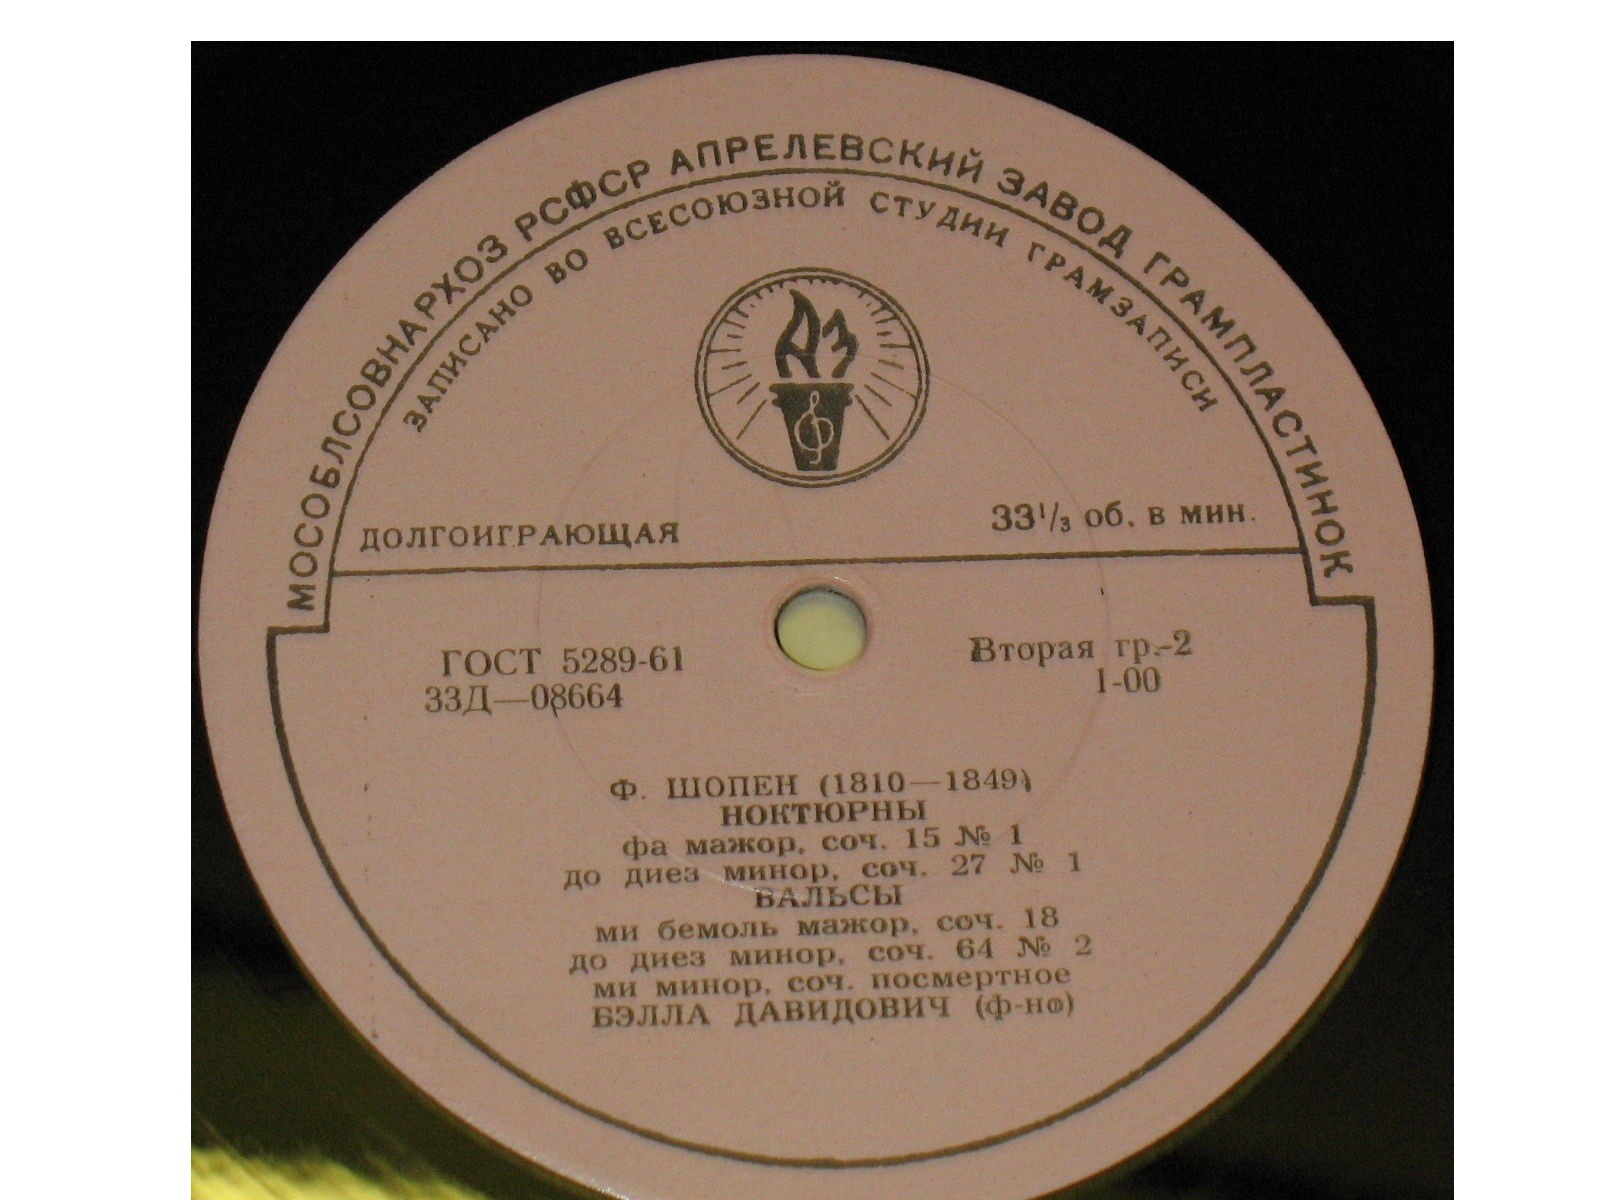 МОСОБЛСОВНАРХОЗ РСФСР АПРЕЛЕВСКИЙ ЗАВОД ГРАМПЛАСТИНОК
ЗАПИСАНО ВО ВСЕСОЮЗНОЙ СТУДИИ ГРАМЗАПИСИ
АЗ
ДОЛГОИГРАЮЩАЯ
33 1/3 об. в мин.
ГОСТ 5289-61
33Д—08664
Вторая гр.-2
1-00
Ф. ШОПЕН (1810—1849)
НОКТЮРНЫ
фа мажор, соч. 15 № 1
до диез минор, соч. 27 № 1
ВАЛЬСЫ
ми бемоль мажор, соч. 18
до диез минор, соч. 64 № 2
ми минор, соч. посмертное
БЭЛЛА ДАВИДОВИЧ (ф-но)